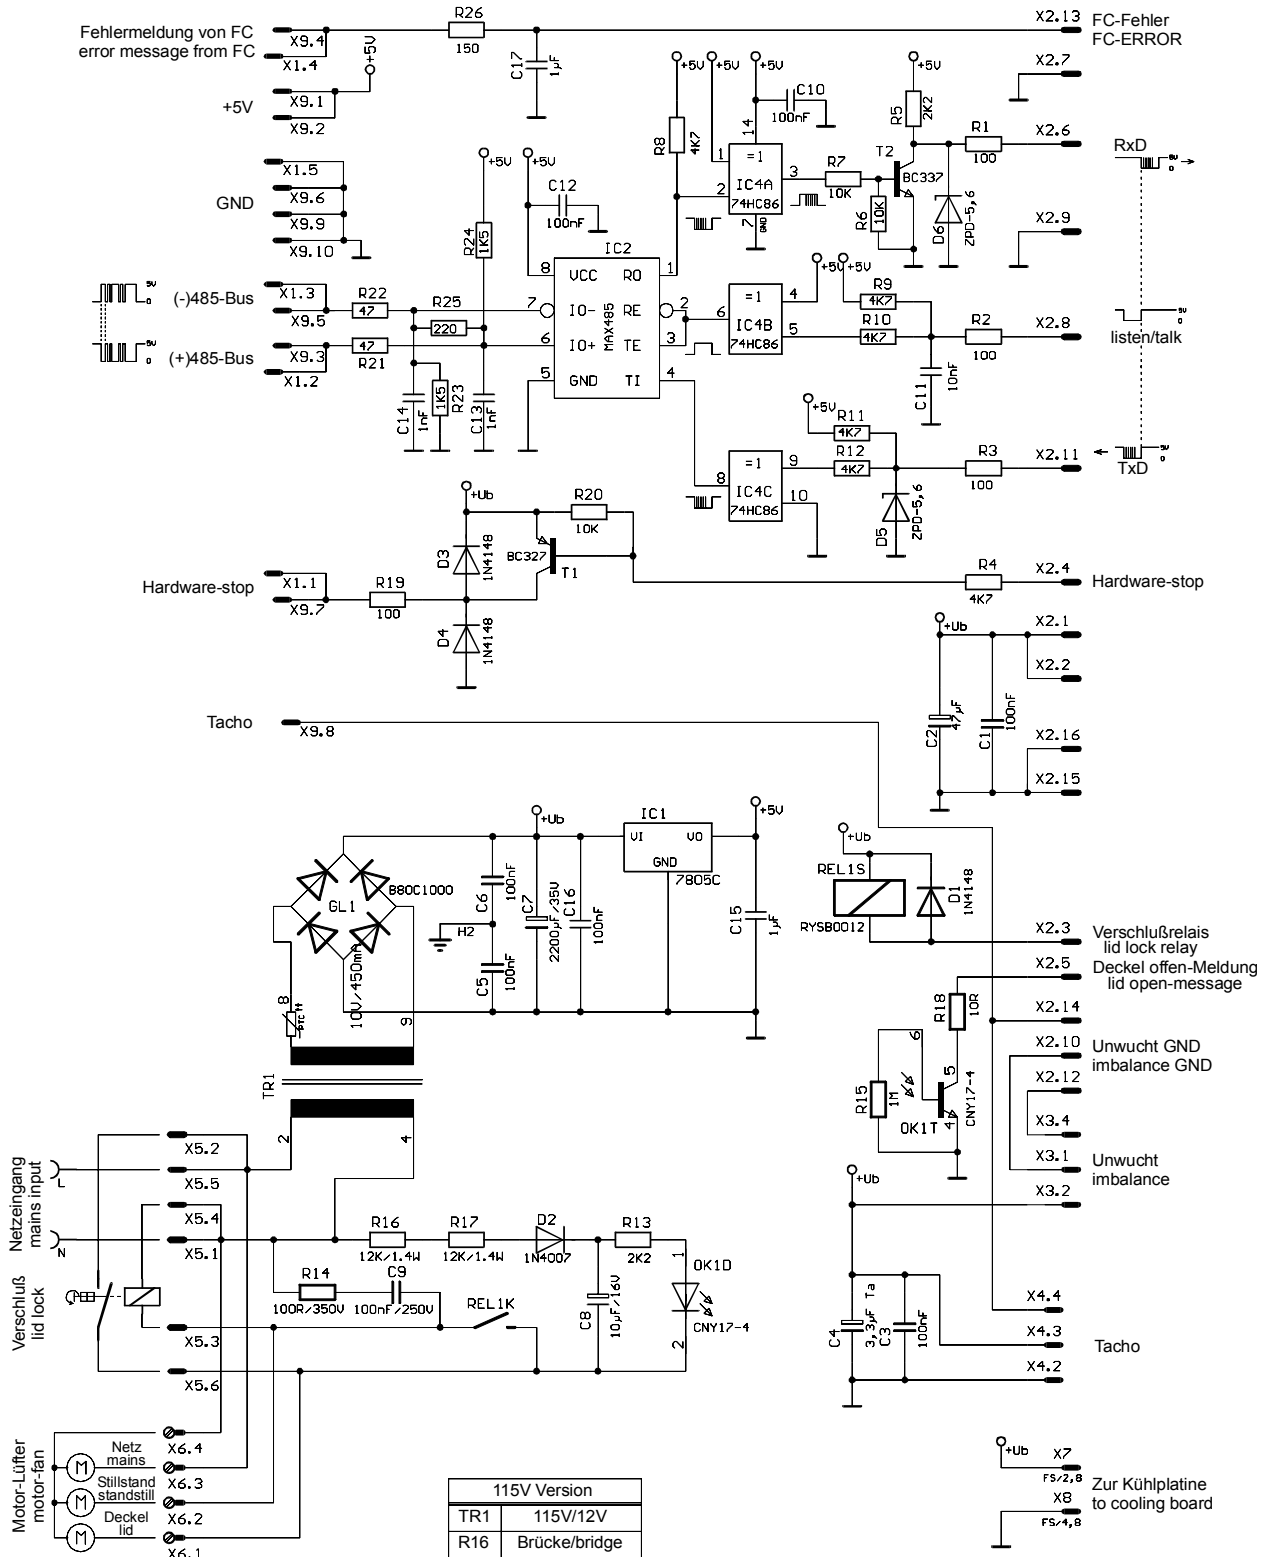 Fehlermeldung von FC
error message from FC
X9.4
X1.4
R26
150
C17
1µF
X2.13
FC-Fehler
FC-ERROR
X2.7
+5V
X9.1
X9.2
+5V
+5V
+5V
+5V
+5V
C10
100nF
R5
2K2
R8
4K7
14
1
2
=1
IC4A
74HC86
7
GND
3
R7
10K
T2
BC337
R6
10K
D6
ZPD-5,6
R1
100
X2.6
RxD
5V
0
GND
X1.5
X9.6
X9.9
X9.10
+5V
+5V
C12
100nF
R24
1K5
IC2
MAX485
8
VCC
RO
1
7
IO-
RE
2
6
IO+
TE
3
5
GND
TI
4
X2.9
5V
0
(-)485-Bus
X1.3
X9.5
R22
47
R25
220
5V
0
(+)485-Bus
X9.3
X1.2
47
R21
C14
1nF
1K5
R23
C13
1nF
6
=1
IC4B
74HC86
4
5
+5V
+5V
R9
4K7
R10
4K7
C11
10nF
R2
100
X2.8
5V
0
listen/talk
8
=1
IC4C
74HC86
9
10
+5V
R11
4K7
R12
4K7
D5
ZPD-5,6
R3
100
X2.11
5V
0
TxD
+Ub
R20
10K
D3
1N4148
BC327
T1
D4
1N4148
Hardware-stop
X1.1
X9.7
R19
100
R4
4K7
X2.4
Hardware-stop
+Ub
X2.1
X2.2
C2
47µF
C1
100nF
X2.16
X2.15
Tacho
X9.8
B80C1000
GL1
10V/450mA
8
9
C6
100nF
H2
C5
100nF
+Ub
C7
2200µF/35V
C16
100nF
IC1
VI
VO
GND
7805C
C15
1µF
+5V
+Ub
REL1S
RYSB0012
D1
1N4148
X2.3
Verschlußrelais
lid lock relay
X2.5
Deckel offen-Meldung
lid open-message
R18
10R
X2.14
X2.10
Unwucht GND
imbalance GND
X2.12
X3.4
X3.1
Unwucht
imbalance
X3.2
R15
1M
6
5
4
OK1T
CNY17-4
TR1
2
4
Netzeingang
mains input
L
N
X5.2
X5.5
X5.4
X5.1
X5.3
X5.6
Verschluß
lid lock
R16
12K/1.4W
R17
12K/1.4W
D2
1N4007
R13
2K2
R14
100R/350V
C9
100nF/250V
REL1K
C8
10µF/16V
1
2
OK1D
CNY17-4
+Ub
C4
3,3µF Ta
C3
100nF
X4.4
X4.3
X4.2
Tacho
Motor-Lüfter
motor-fan
M
M
M
Netz
mains
Stillstand
standstill
Deckel
lid
X6.4
X6.3
X6.2
X6.1
115V Version
TR1
115V/12V
R16
Brücke/bridge
+Ub
X7
FS/2,8
X8
FS/4,8
Zur Kühlplatine
to cooling board